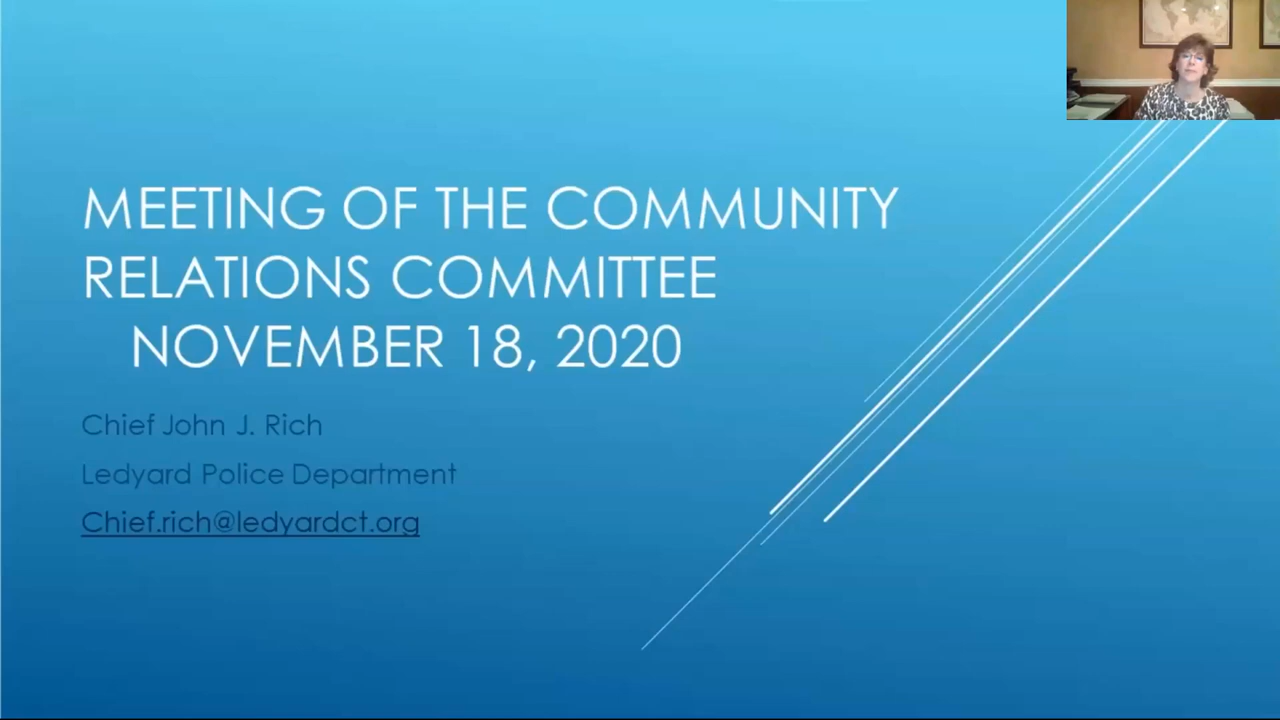 MEETING OF THE COMMUNITY
RELATIONS COMMITTEE
NOVEMBER 18, 2020
Chief John J. Rich
Ledyard Police Department
Chief.rich@ledyardct.org